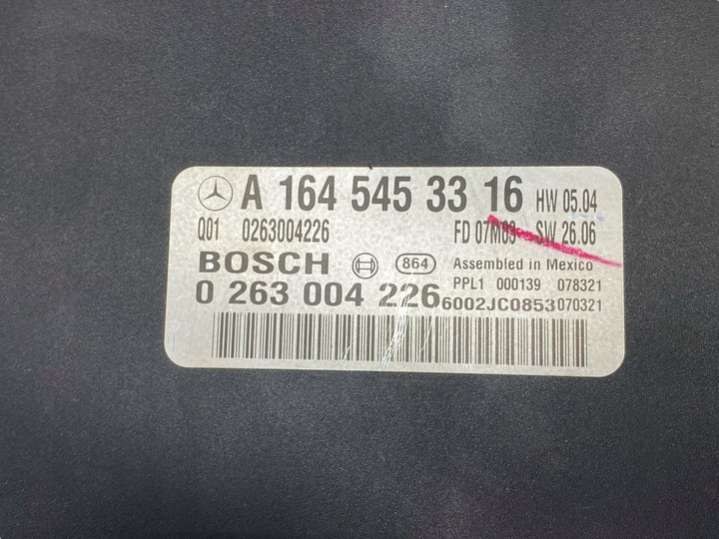 A 164 545 33 16 HW 05.04
Q01 0263004226 FD 07M03 SW 26.06
BOSCH 864 Assembled in Mexico
PPL1 000139 078321
0 263 004 226 6002JC0853 070321